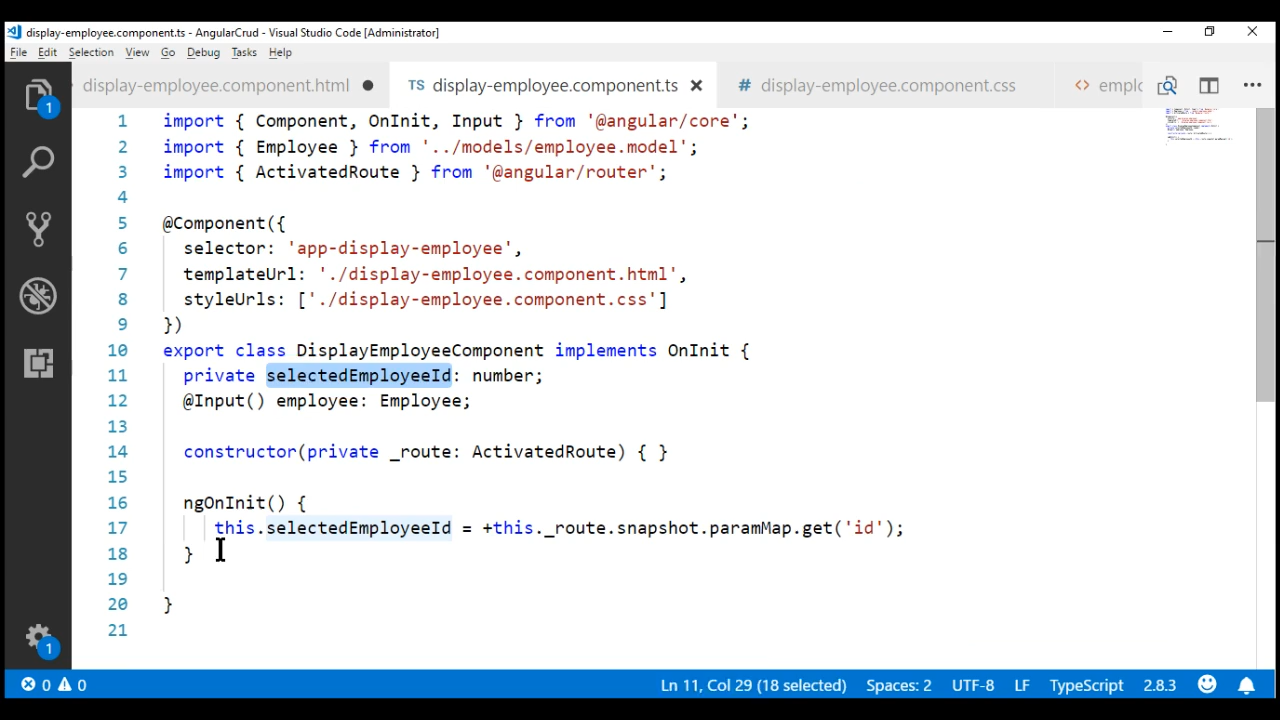 display-employee.component.ts - AngularCrud - Visual Studio Code [Administrator]
File Edit Selection View Go Debug Tasks Help
display-employee.component.html TS display-employee.component.ts # display-employee.component.css <> emplc
1 import { Component, OnInit, Input } from '@angular/core';
2 import { Employee } from '../models/employee.model';
3 import { ActivatedRoute } from '@angular/router';
4
5 @Component({
6 selector: 'app-display-employee',
7 templateUrl: './display-employee.component.html',
8 styleUrls: ['./display-employee.component.css']
9 })
10 export class DisplayEmployeeComponent implements OnInit {
11 private selectedEmployeeId: number;
12 @Input() employee: Employee;
13
14 constructor(private _route: ActivatedRoute) { }
15
16 ngOnInit() {
17 this.selectedEmployeeId = +this._route.snapshot.paramMap.get('id');
18 }
19
20 }
21
1
1
0 0 Ln 11, Col 29 (18 selected) Spaces: 2 UTF-8 LF TypeScript 2.8.3